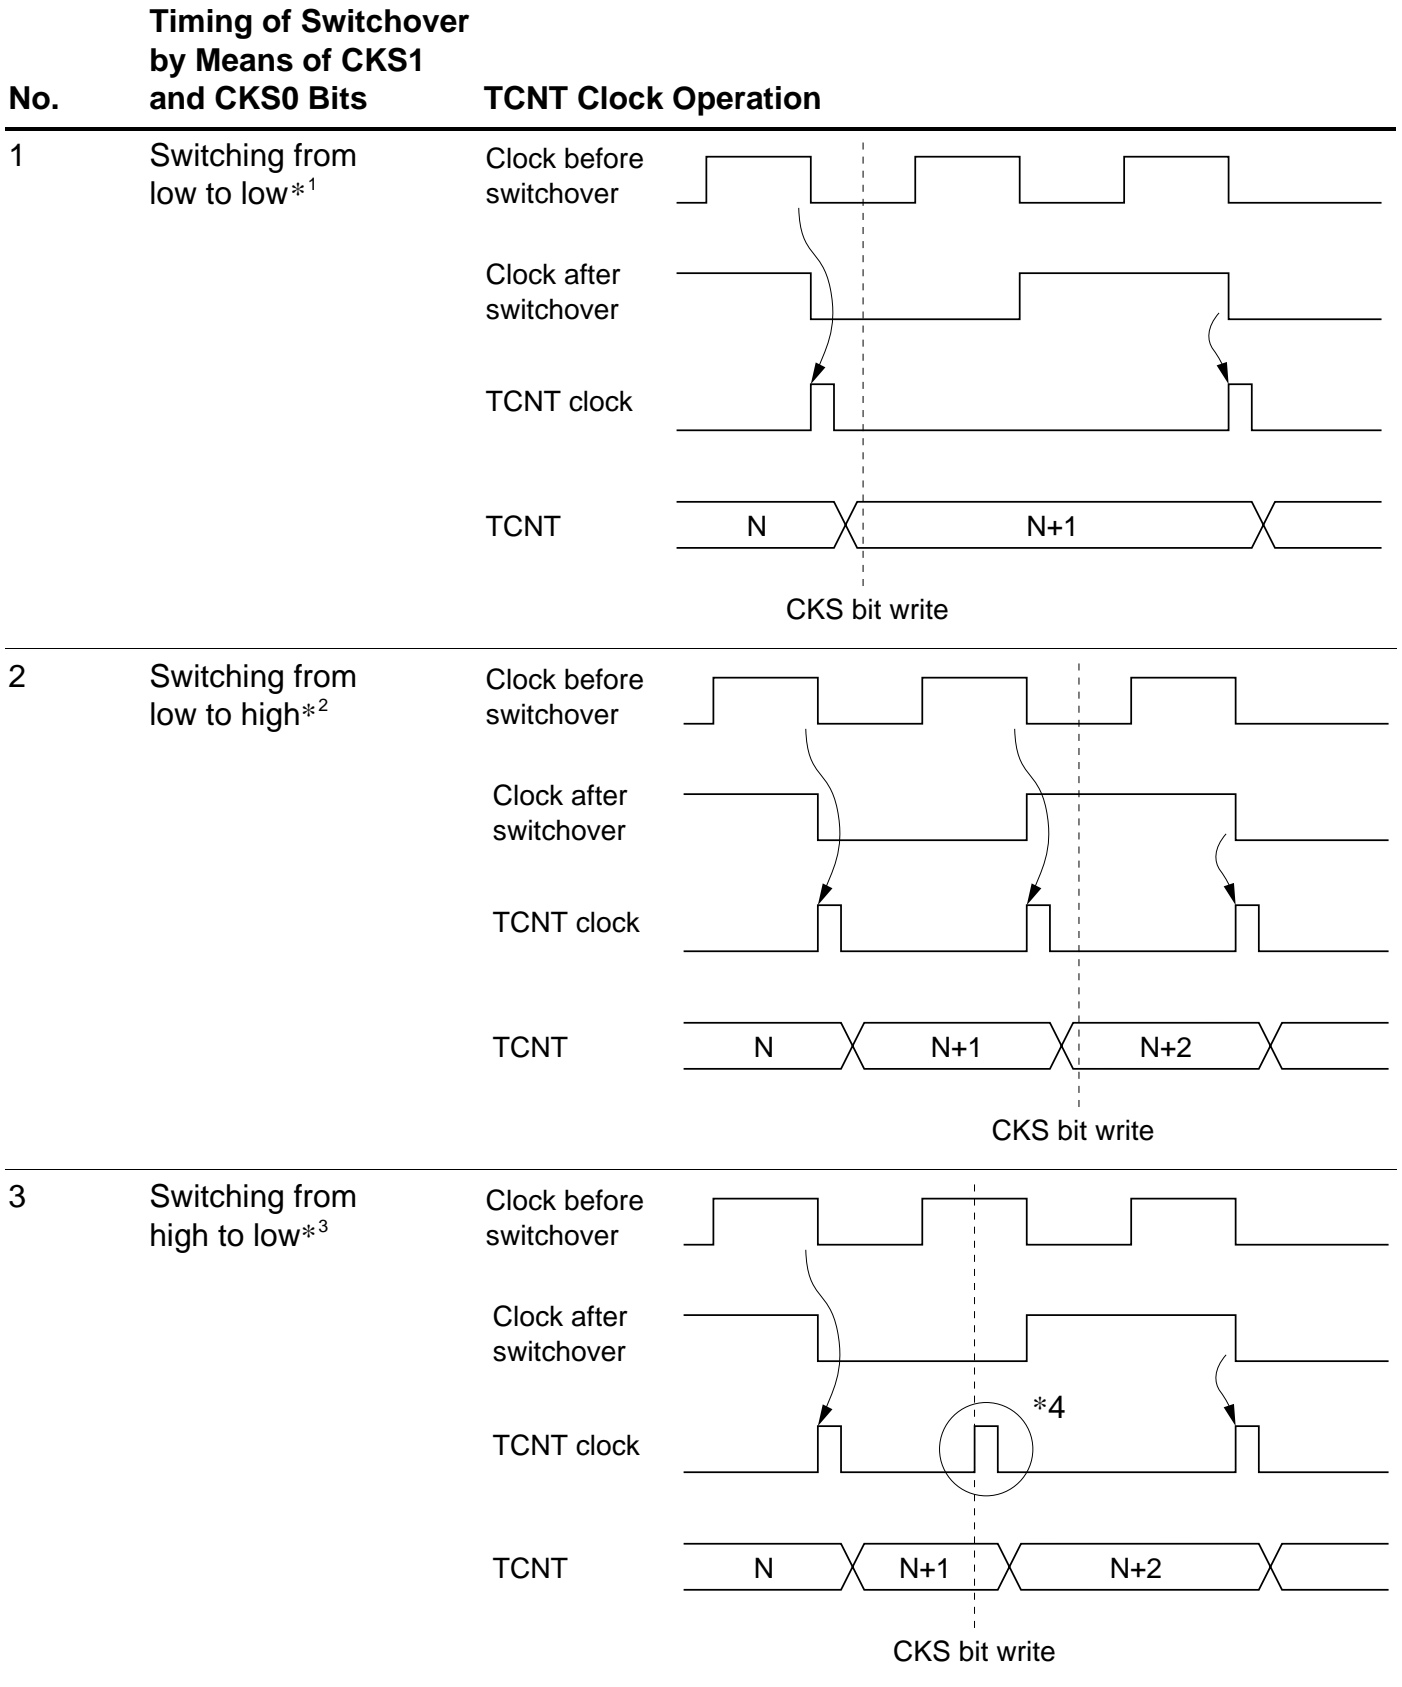 Timing of Switchover
by Means of CKS1
No. and CKS0 Bits TCNT Clock Operation
1 Switching from
low to low*1
Clock before
switchover
Clock after
switchover
TCNT clock
TCNT N N+1
CKS bit write
2 Switching from
low to high*2
Clock before
switchover
Clock after
switchover
TCNT clock
TCNT N N+1 N+2
CKS bit write
3 Switching from
high to low*3
Clock before
switchover
Clock after
switchover
*4
TCNT clock
TCNT N N+1 N+2
CKS bit write